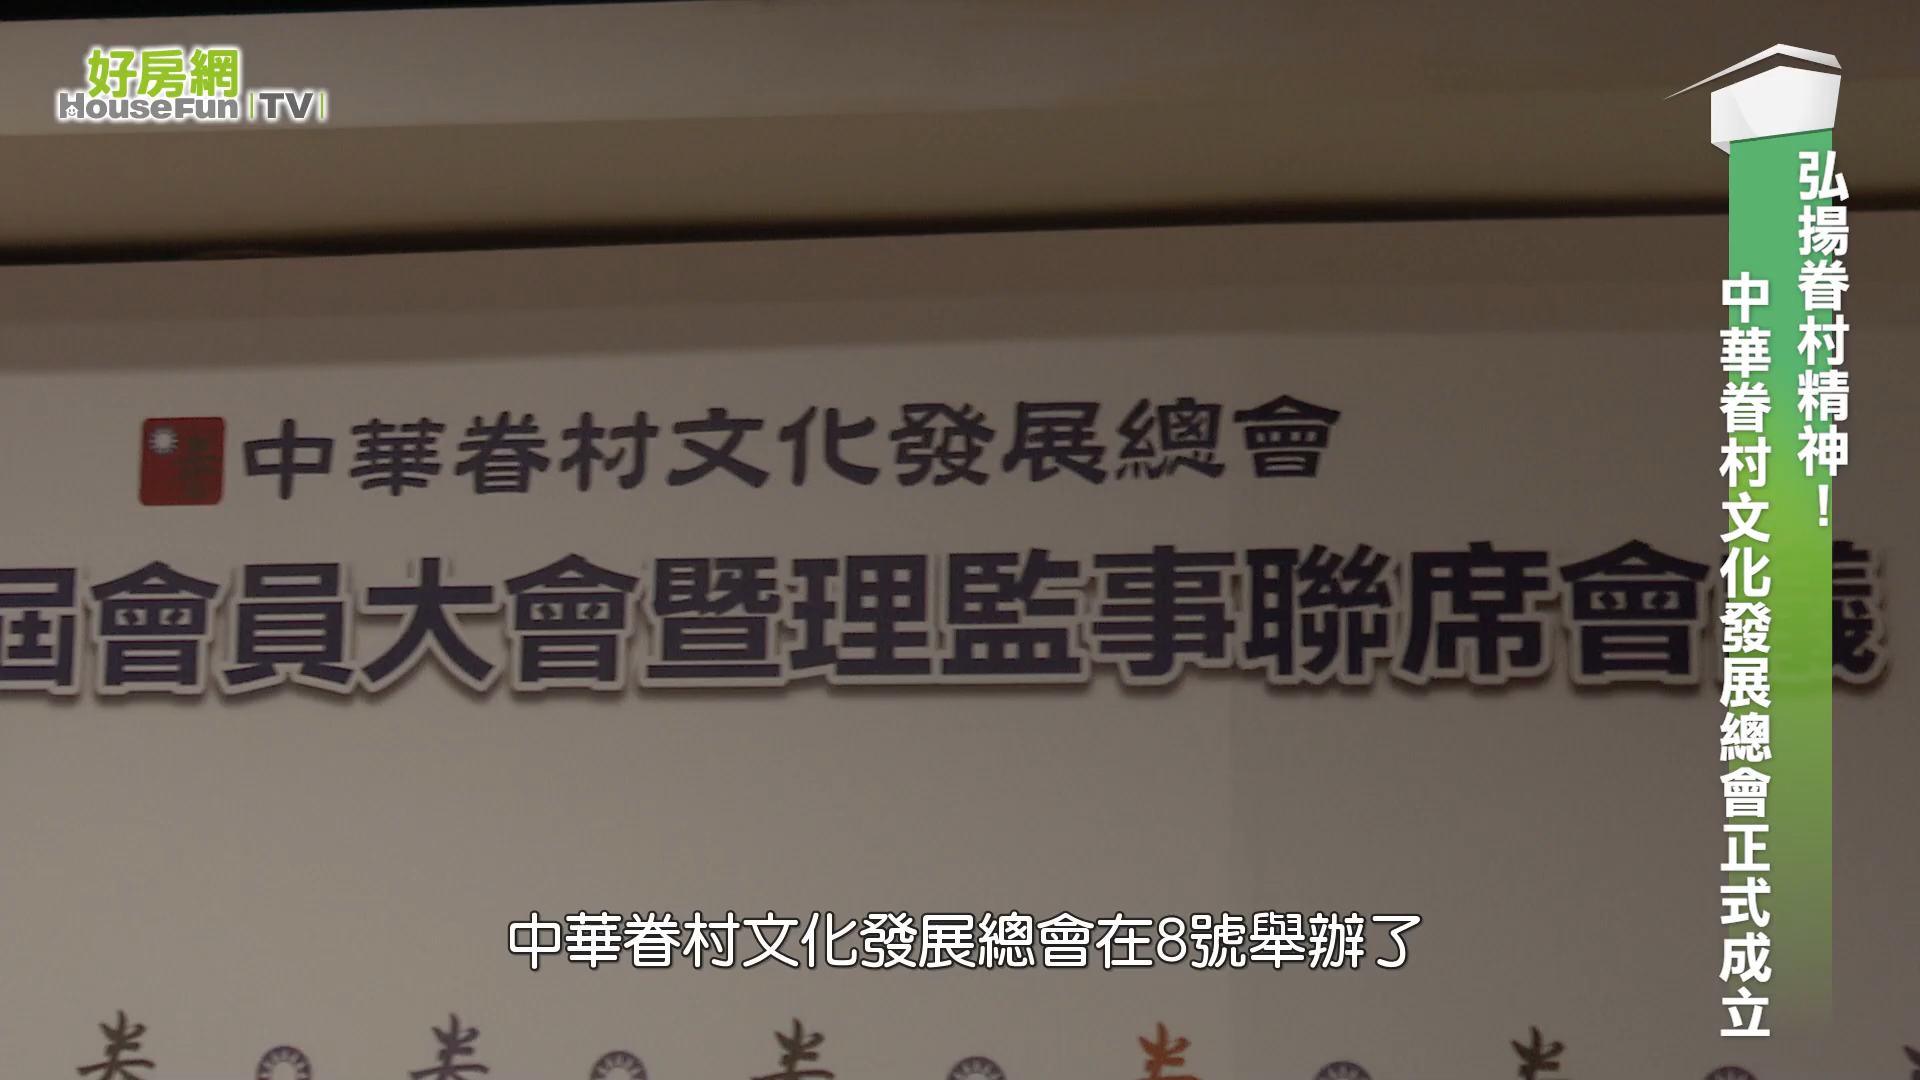 好房網
HouseFun TV
弘揚眷村精神！
中華眷村文化發展總會正式成立
中華眷村文化發展總會
屆會員大會暨理監事聯席會議
中華眷村文化發展總會在8號舉辦了